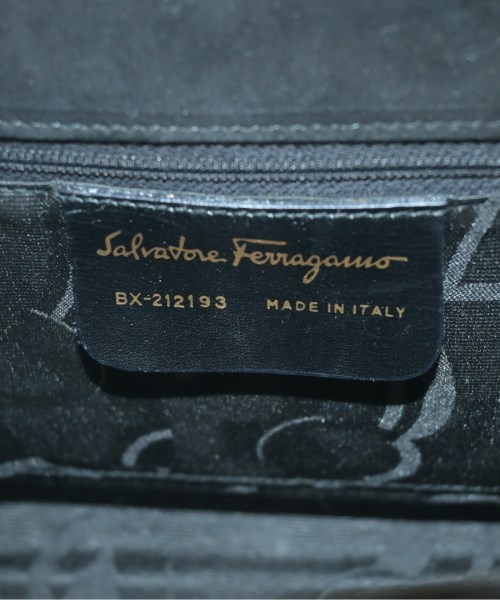 Salvatore Ferragamo
BX-212193 MADE IN ITALY